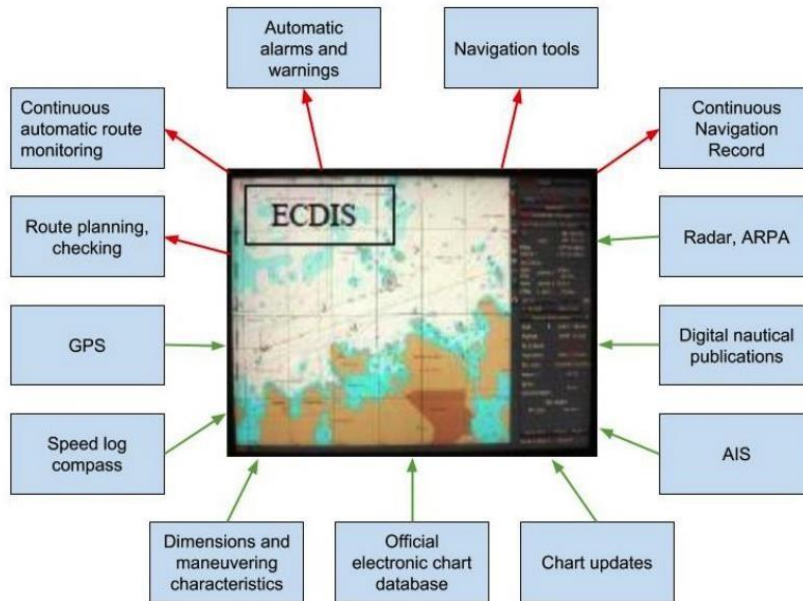 Automatic
alarms and
warnings
Navigation tools
Continuous
automatic route
monitoring
Continuous
Navigation
Record
ECDIS
Route planning,
checking
Radar, ARPA
GPS
Digital nautical
publications
Speed log
compass
AIS
Dimensions and
maneuvering
characteristics
Official
electronic chart
database
Chart updates